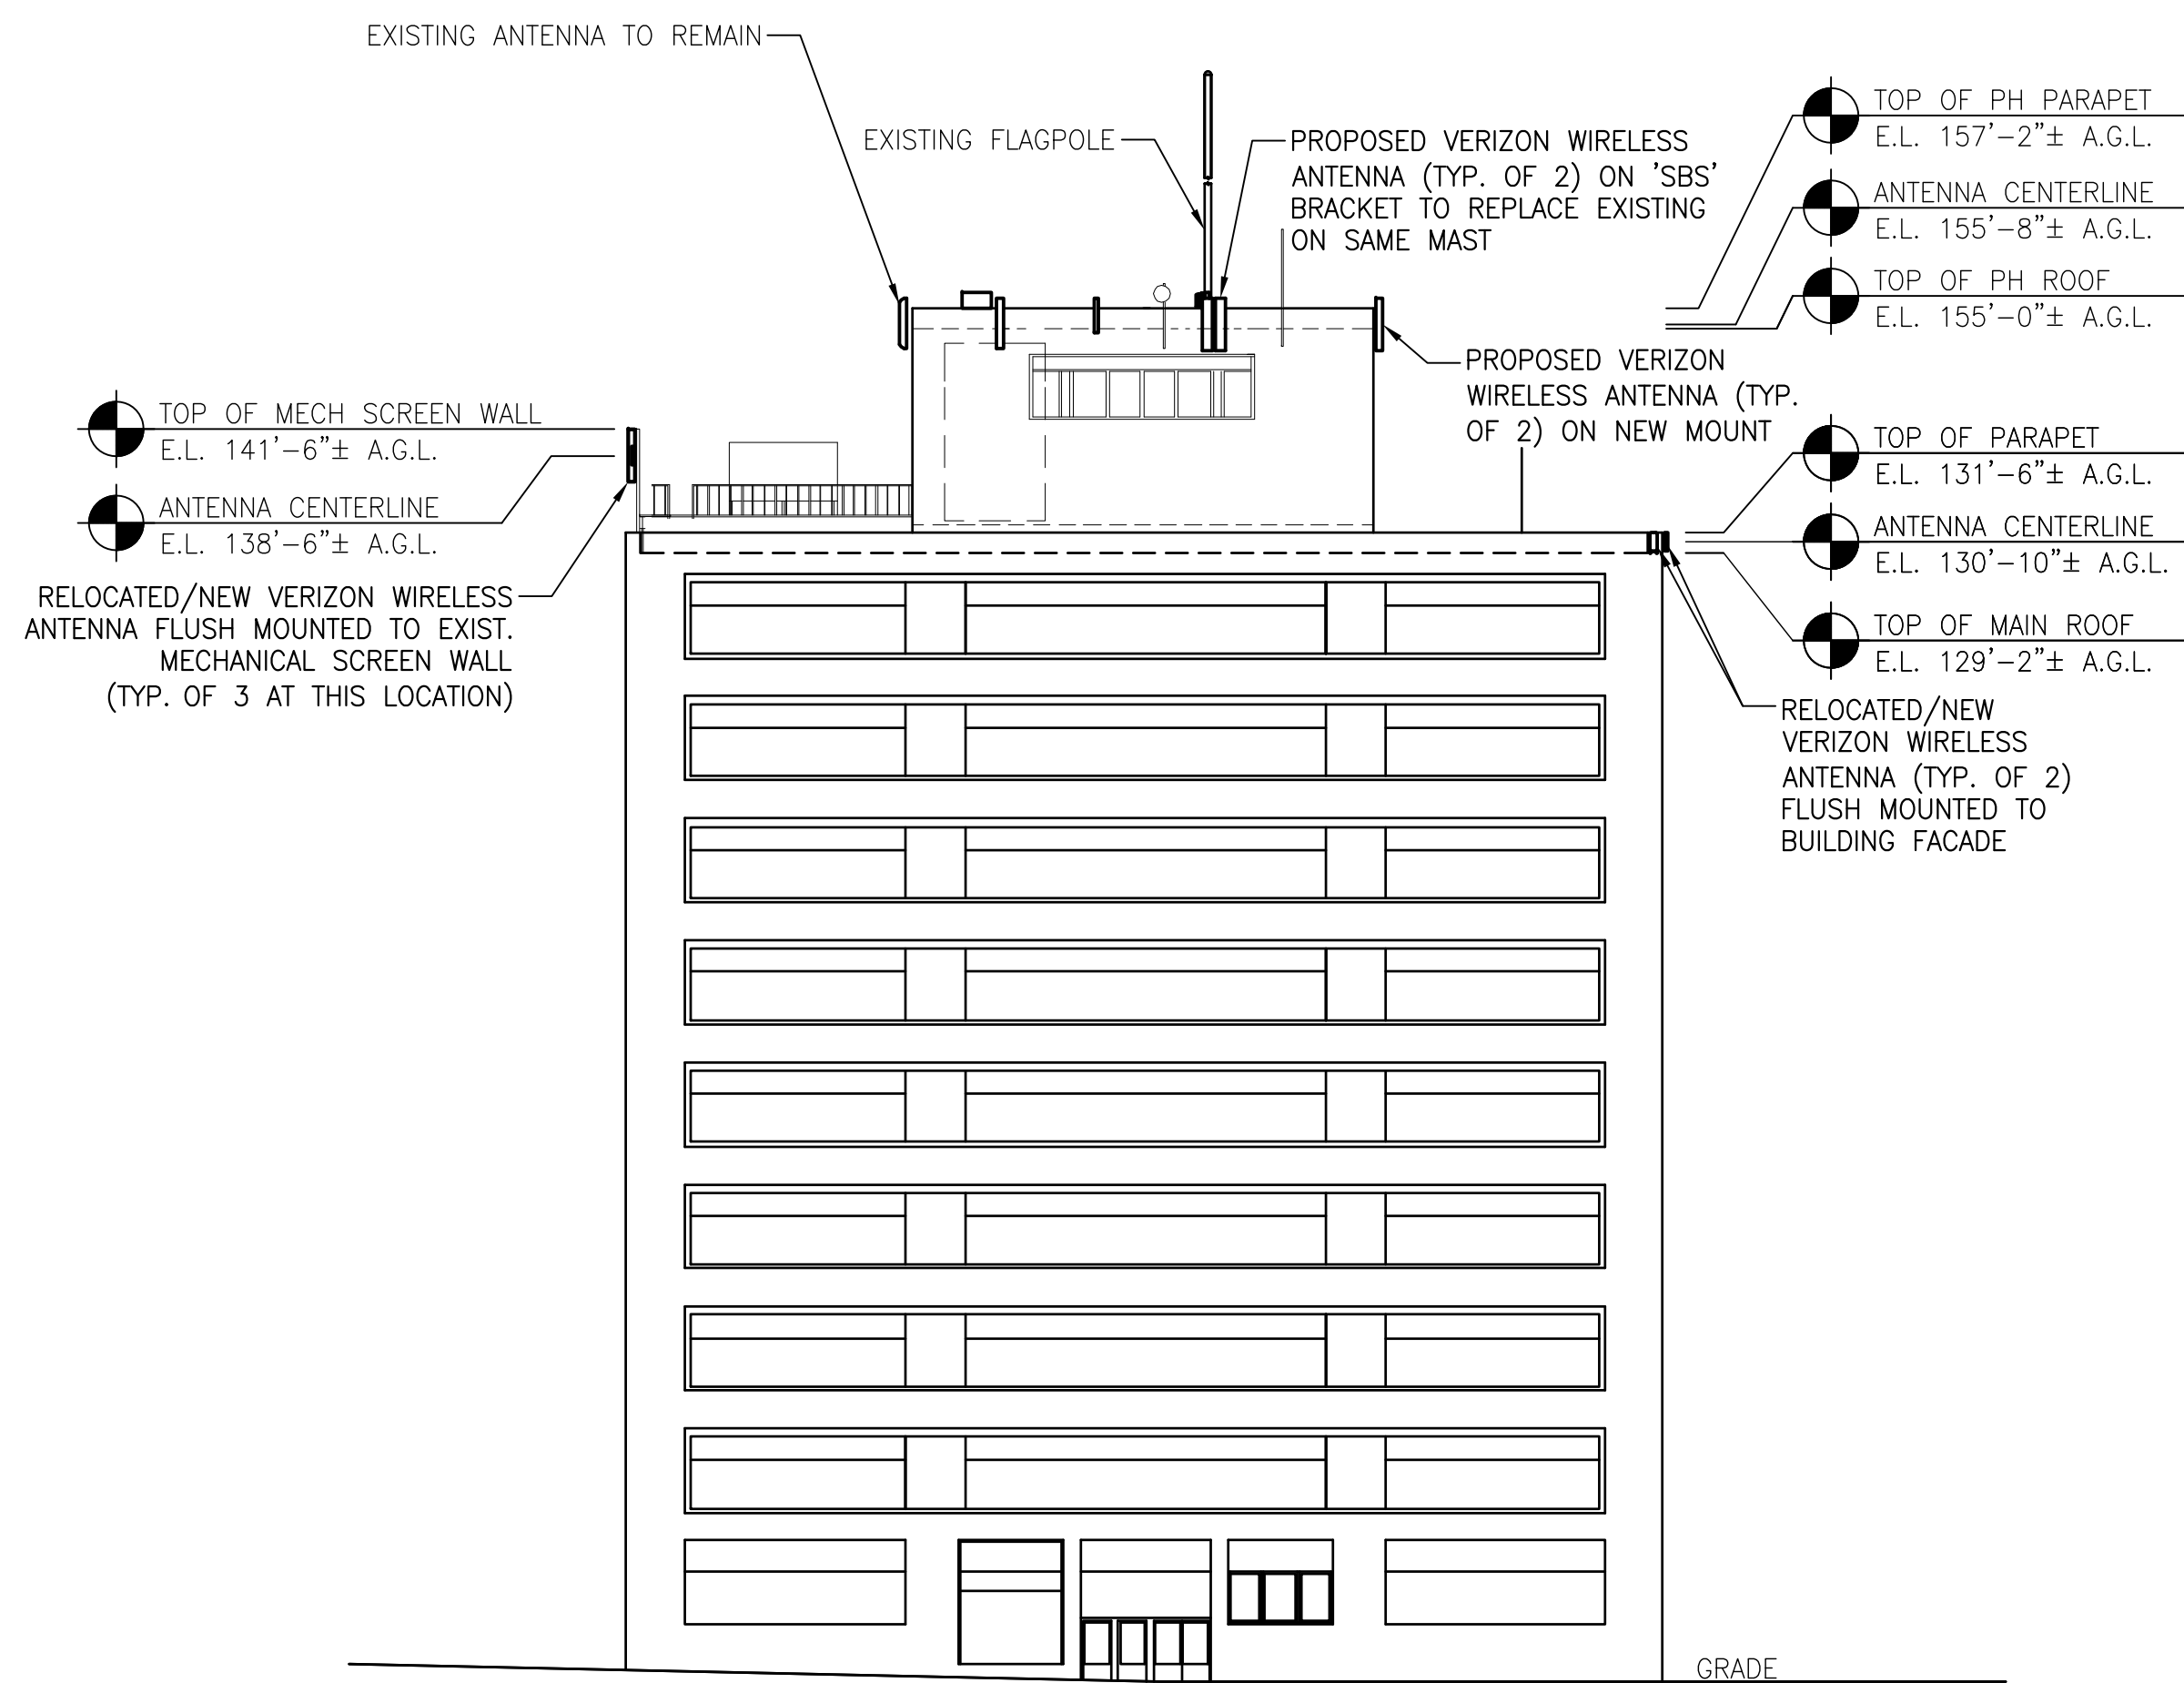 EXISTING ANTENNA TO REMAIN
EXISTING FLAGPOLE
PROPOSED VERIZON WIRELESS
ANTENNA (TYP. OF 2) ON 'SBS'
BRACKET TO REPLACE EXISTING
ON SAME MAST
TOP OF PH PARAPET
E.L. 157'-2"± A.G.L.
ANTENNA CENTERLINE
E.L. 155'-8"± A.G.L.
TOP OF PH ROOF
E.L. 155'-0"± A.G.L.
PROPOSED VERIZON
WIRELESS ANTENNA (TYP.
OF 2) ON NEW MOUNT
TOP OF MECH SCREEN WALL
E.L. 141'-6"± A.G.L.
ANTENNA CENTERLINE
E.L. 138'-6"± A.G.L.
RELOCATED/NEW VERIZON WIRELESS
ANTENNA FLUSH MOUNTED TO EXIST.
MECHANICAL SCREEN WALL
(TYP. OF 3 AT THIS LOCATION)
TOP OF PARAPET
E.L. 131'-6"± A.G.L.
ANTENNA CENTERLINE
E.L. 130'-10"± A.G.L.
TOP OF MAIN ROOF
E.L. 129'-2"± A.G.L.
RELOCATED/NEW
VERIZON WIRELESS
ANTENNA (TYP. OF 2)
FLUSH MOUNTED TO
BUILDING FACADE
GRADE